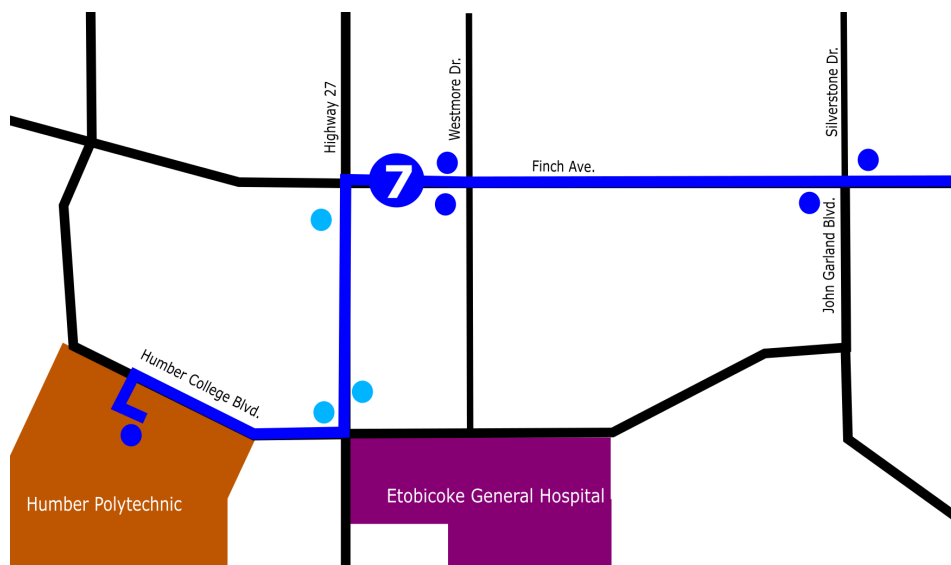 Highway 27
Westmore Dr.
Silverstone Dr.
7
Finch Ave.
John Garland Blvd.
Humber College Blvd.
Humber Polytechnic
Etobicoke General Hospital